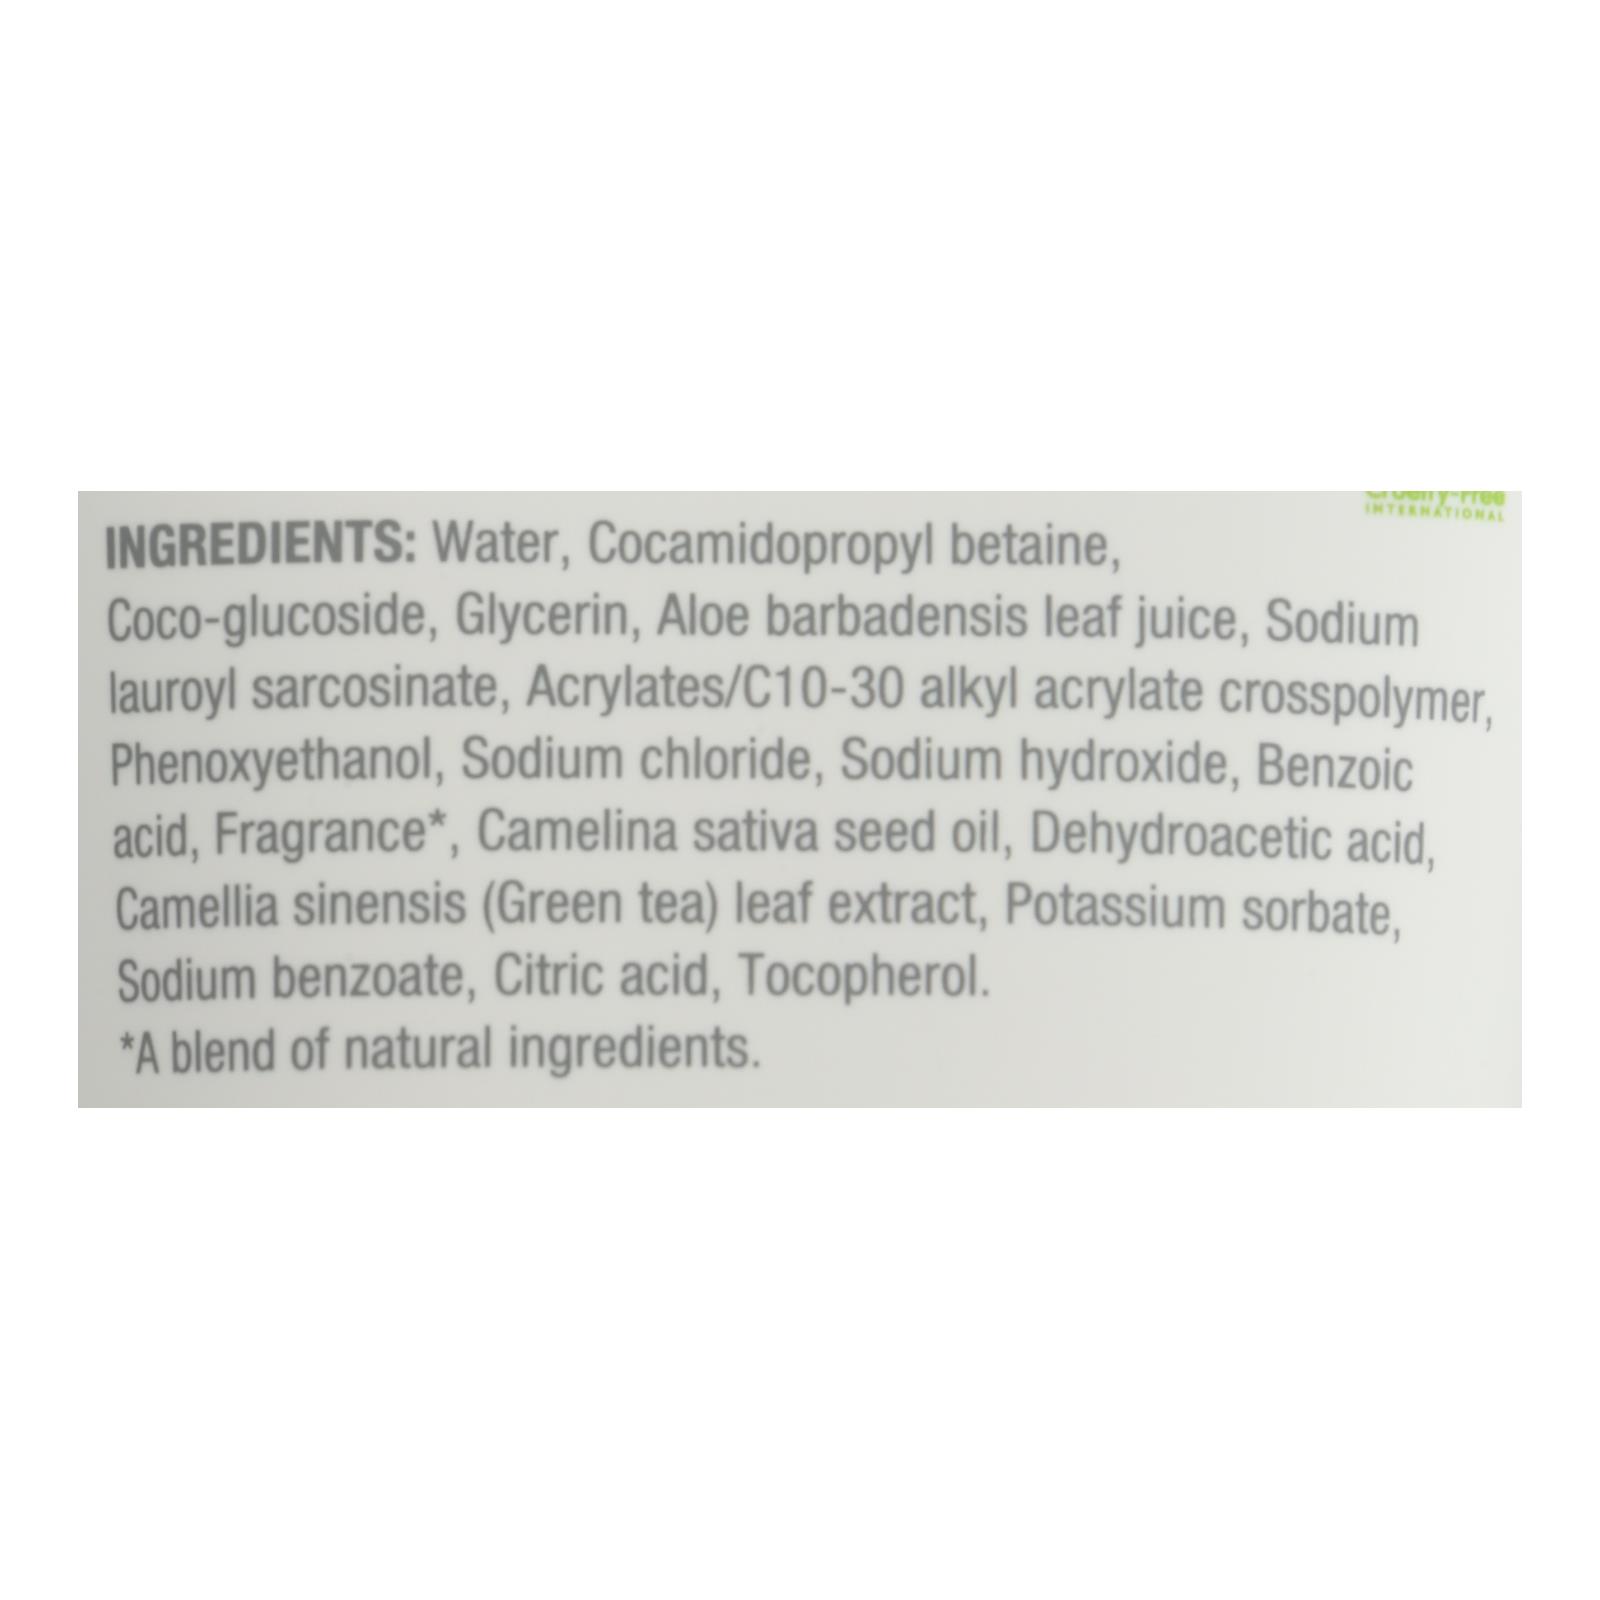 Cruelty-Free
INTERNATIONAL
INGREDIENTS: Water, Cocamidopropyl betaine,
Coco-glucoside, Glycerin, Aloe barbadensis leaf juice, Sodium
lauroyl sarcosinate, Acrylates/C10-30 alkyl acrylate crosspolymer,
Phenoxyethanol, Sodium chloride, Sodium hydroxide, Benzoic
acid, Fragrance*, Camelina sativa seed oil, Dehydroacetic acid,
Camellia sinensis (Green tea) leaf extract, Potassium sorbate,
Sodium benzoate, Citric acid, Tocopherol.
*A blend of natural ingredients.